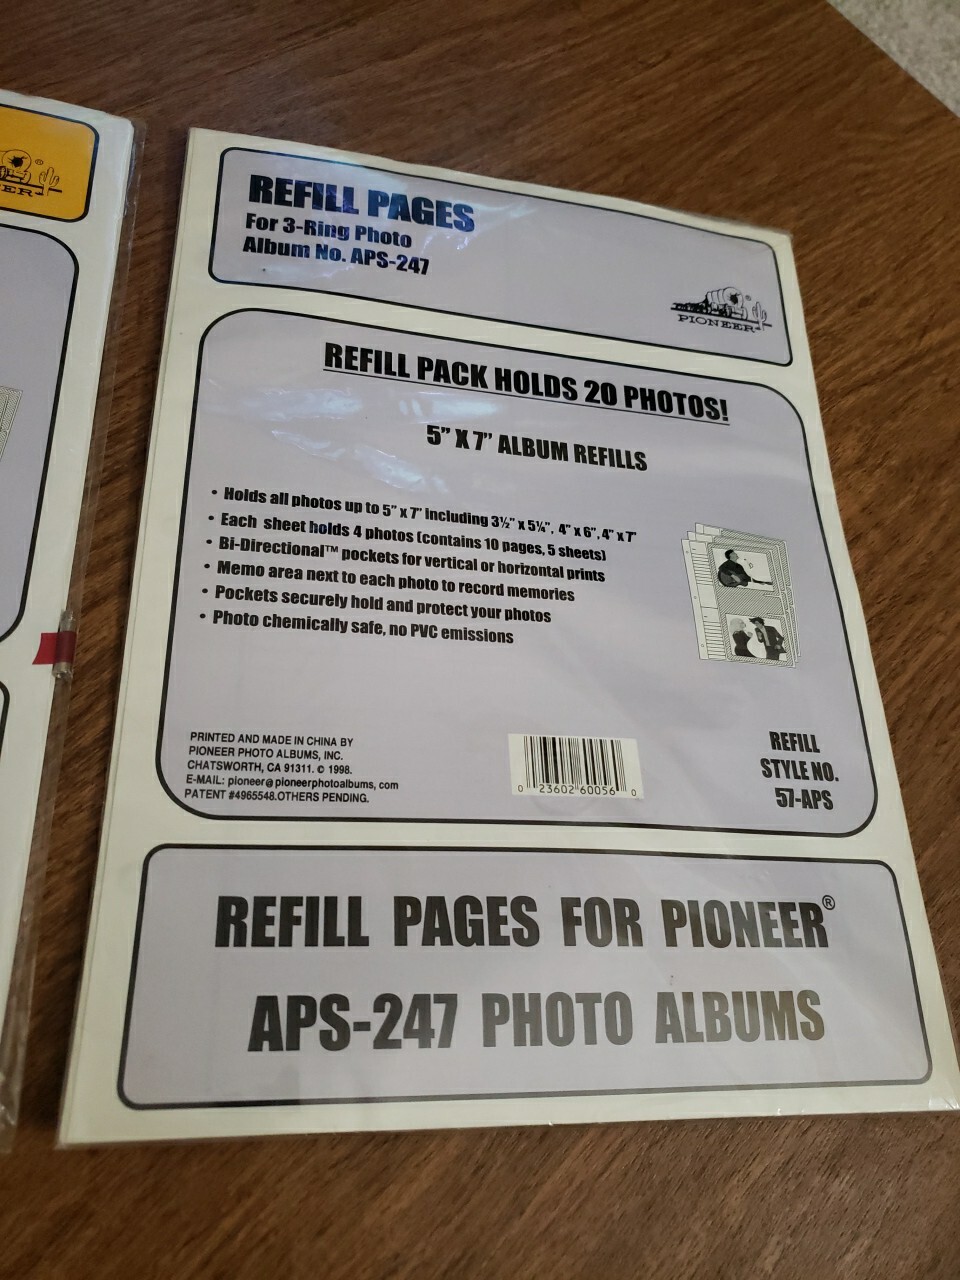 ER
®
REFILL PAGES
For 3-Ring Photo
Album No. APS-247
PIONEER
REFILL PACK HOLDS 20 PHOTOS!
5" X 7" ALBUM REFILLS
• Holds all photos up to 5" x 7" including 3½" x 5¼", 4" x 6", 4" x 7"
• Each sheet holds 4 photos (contains 10 pages, 5 sheets)
• Bi-Directional™ pockets for vertical or horizontal prints
• Memo area next to each photo to record memories
• Pockets securely hold and protect your photos
• Photo chemically safe, no PVC emissions
PRINTED AND MADE IN CHINA BY
PIONEER PHOTO ALBUMS, INC.
CHATSWORTH, CA 91311. © 1998.
E-MAIL: pioneer@pioneerphotoalbums, com
PATENT #4965548.OTHERS PENDING.
0 23602 60056 0
REFILL
STYLE NO.
57-APS
REFILL PAGES FOR PIONEER®
APS-247 PHOTO ALBUMS